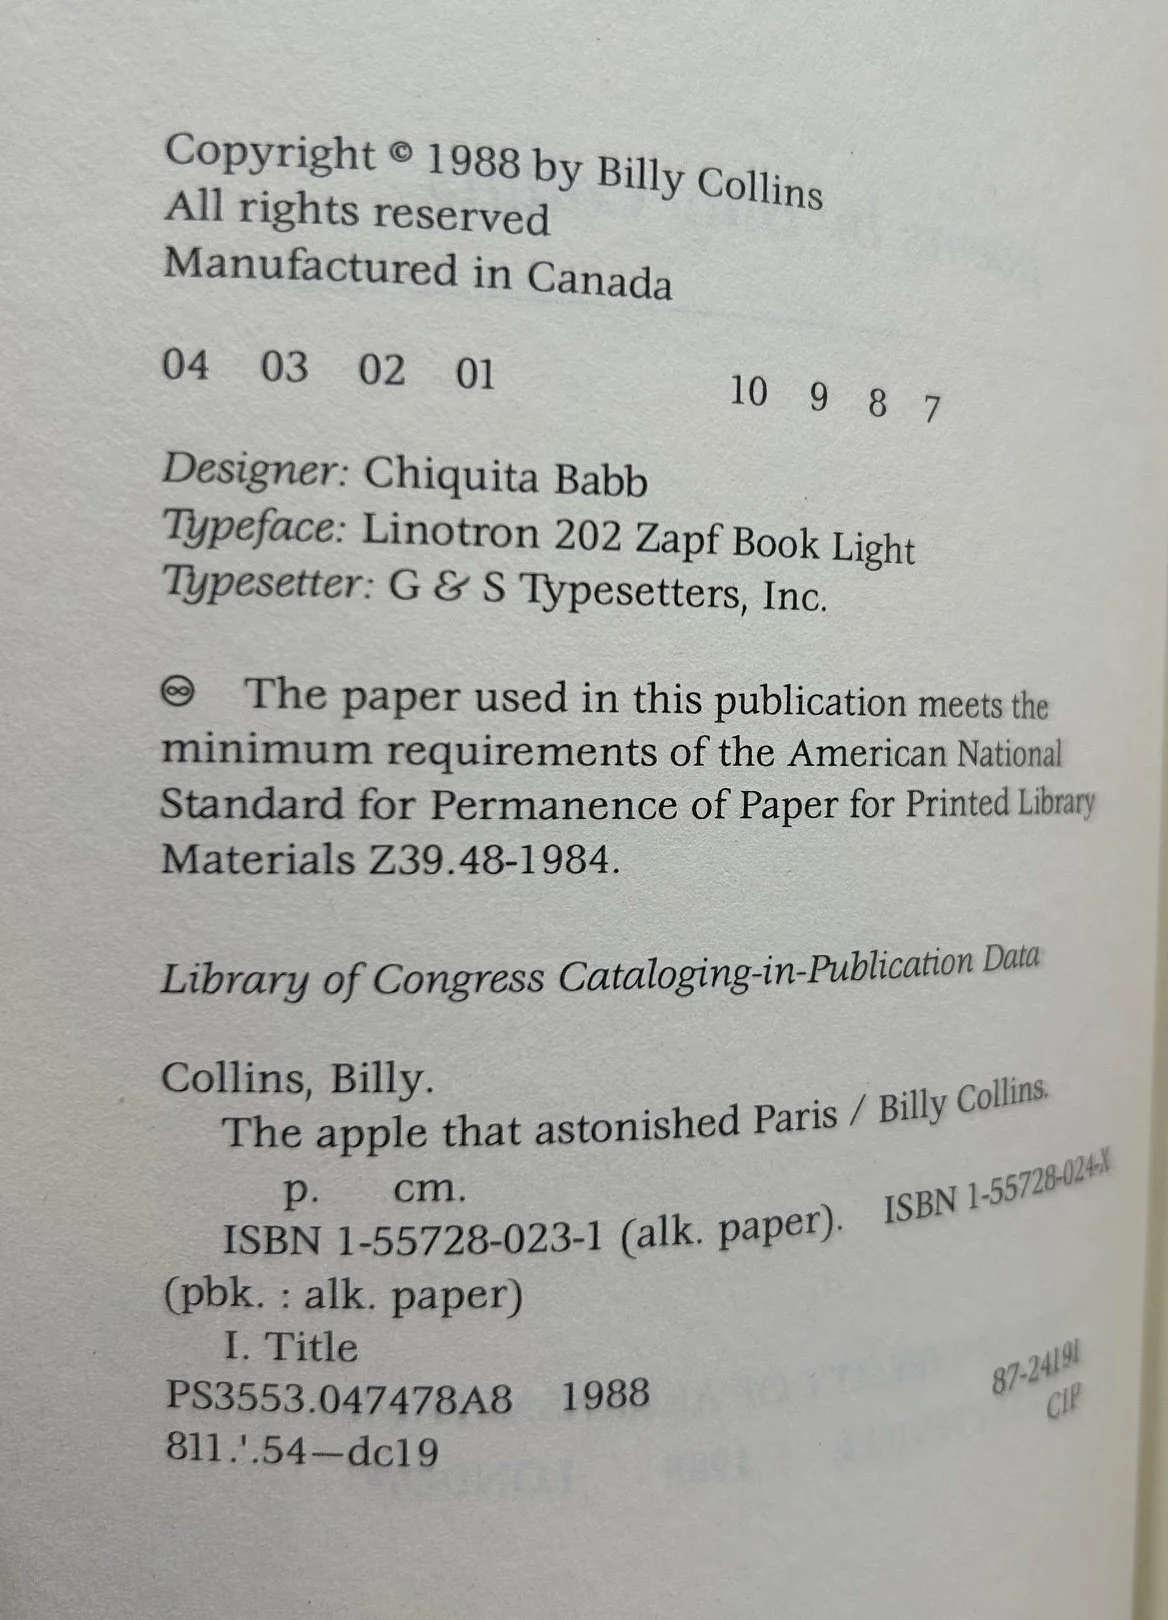 Copyright © 1988 by Billy Collins
All rights reserved
Manufactured in Canada
04 03 02 01 10 9 8 7
Designer: Chiquita Babb
Typeface: Linotron 202 Zapf Book Light
Typesetter: G & S Typesetters, Inc.
♾ The paper used in this publication meets the
minimum requirements of the American National
Standard for Permanence of Paper for Printed Library
Materials Z39.48-1984.
Library of Congress Cataloging-in-Publication Data
Collins, Billy.
The apple that astonished Paris / Billy Collins.
p. cm.
ISBN 1-55728-023-1 (alk. paper). ISBN 1-55728-024-X
(pbk. : alk. paper)
I. Title
PS3553.047478A8 1988 87-24191
811.'.54—dc19 CIP